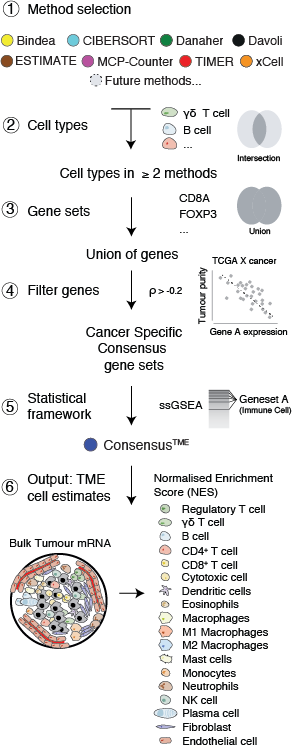 ① Method selection
Bindea CIBERSORT Danaher Davoli
ESTIMATE MCP-Counter TIMER xCell
Future methods...
② Cell types
γδ T cell
B cell
...
Intersection
Cell types in ≥ 2 methods
③ Gene sets
CD8A
FOXP3
...
Union
Union of genes
④ Filter genes
ρ > -0.2
TCGA X cancer
Tumour purity
Gene A expression
Cancer Specific
Consensus
gene sets
⑤ Statistical
framework
ssGSEA
Geneset A
(Immune Cell)
ConsensusTME
⑥ Output: TME
cell estimates
Normalised Enrichment
Score (NES)
Bulk Tumour mRNA
Regulatory T cell
γδ T cell
B cell
CD4+ T cell
CD8+ T cell
Cytotoxic cell
Dendritic cells
Eosinophils
Macrophages
M1 Macrophages
M2 Macrophages
Mast cells
Monocytes
Neutrophils
NK cell
Plasma cell
Fibroblast
Endothelial cell